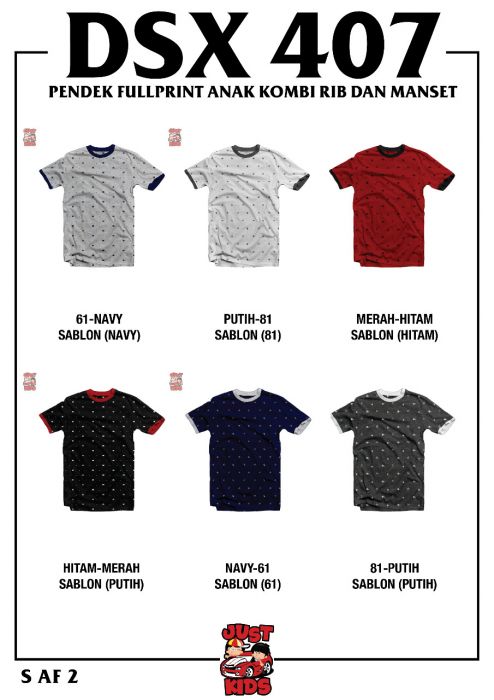 DSX 407
PENDEK FULLPRINT ANAK KOMBI RIB DAN MANSET
61-NAVY
SABLON (NAVY)
PUTIH-81
SABLON (81)
MERAH-HITAM
SABLON (HITAM)
HITAM-MERAH
SABLON (PUTIH)
NAVY-61
SABLON (61)
81-PUTIH
SABLON (PUTIH)
JUST
KIDS
S AF 2